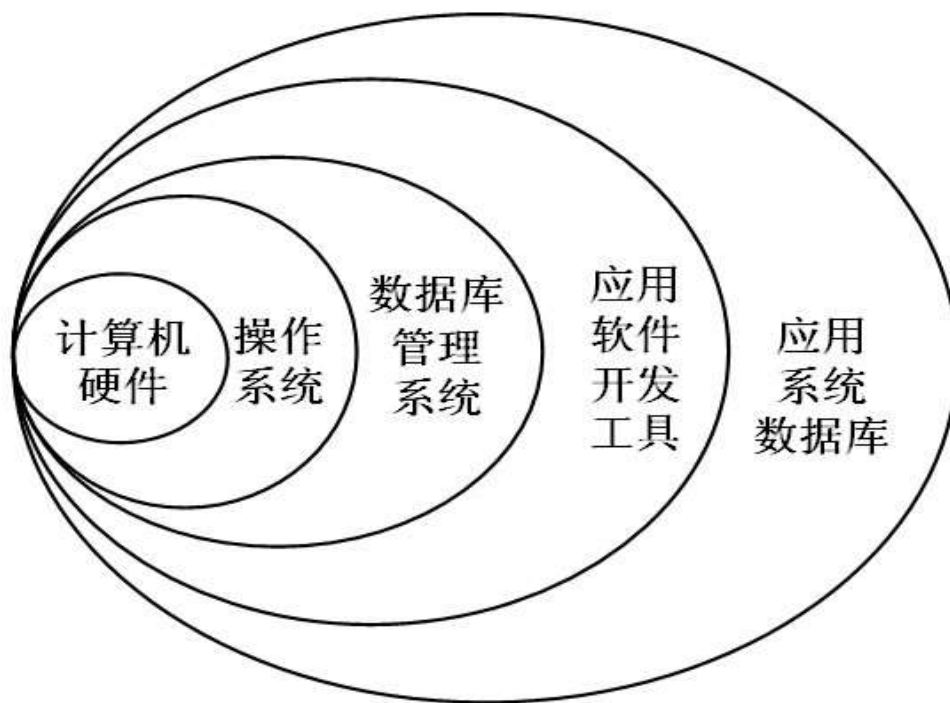 计算机
硬件
操作
系统
数据库
管理
系统
应用
软件
开发
工具
应用
系统
数据库